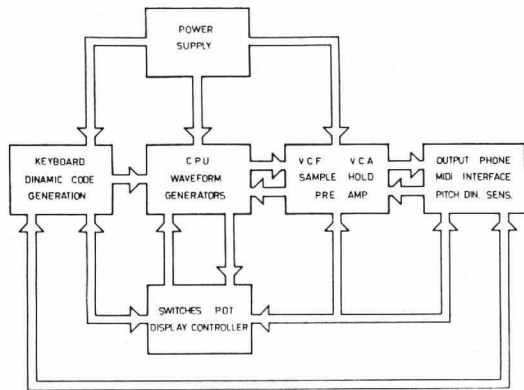 POWER
SUPPLY
KEYBOARD
DINAMIC CODE
GENERATION
CPU
WAVEFORM
GENERATORS
VCF VCA
SAMPLE HOLD
PRE AMP.
OUTPUT PHONE
MIDI INTERFACE
PITCH DIN. SENS.
SWITCHES POT
DISPLAY CONTROLLER